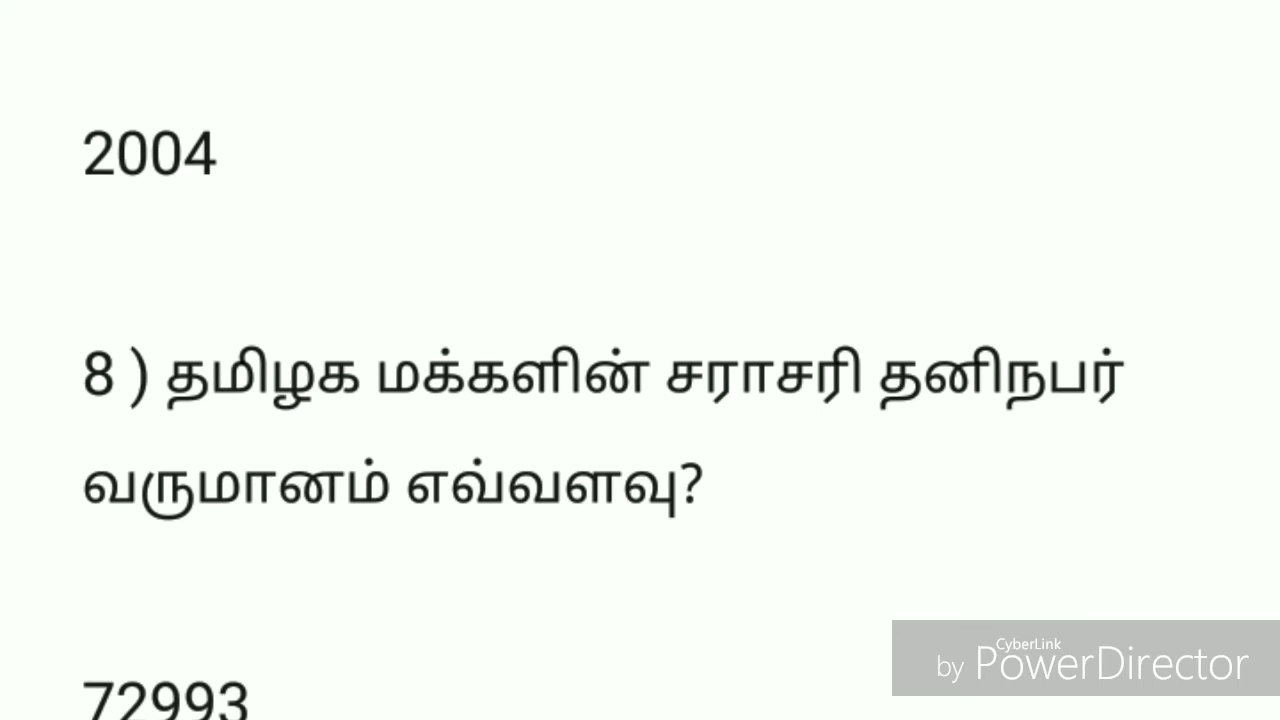 2004
8 ) தமிழக மக்களின் சராசரி தனிநபர்
வருமானம் எவ்வளவு?
72993
CyberLink
by PowerDirector